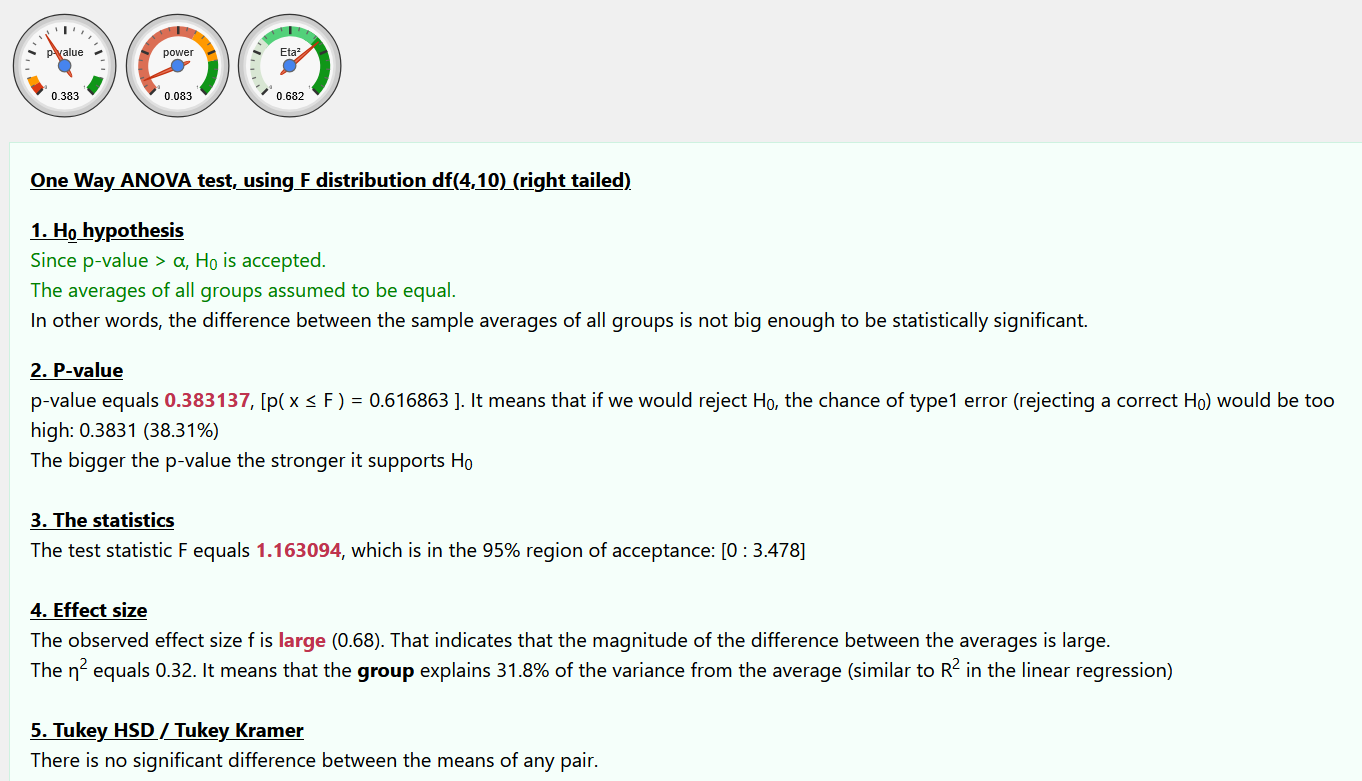 p-value power Eta²
0.383 0.083 0.682
One Way ANOVA test, using F distribution df(4,10) (right tailed)
1. H₀ hypothesis
Since p-value > α, H₀ is accepted.
The averages of all groups assumed to be equal.
In other words, the difference between the sample averages of all groups is not big enough to be statistically significant.
2. P-value
p-value equals 0.383137, [p( x ≤ F ) = 0.616863 ]. It means that if we would reject H₀, the chance of type1 error (rejecting a correct H₀) would be too
high: 0.3831 (38.31%)
The bigger the p-value the stronger it supports H₀
3. The statistics
The test statistic F equals 1.163094, which is in the 95% region of acceptance: [0 : 3.478]
4. Effect size
The observed effect size f is large (0.68). That indicates that the magnitude of the difference between the averages is large.
The η² equals 0.32. It means that the group explains 31.8% of the variance from the average (similar to R² in the linear regression)
5. Tukey HSD / Tukey Kramer
There is no significant difference between the means of any pair.